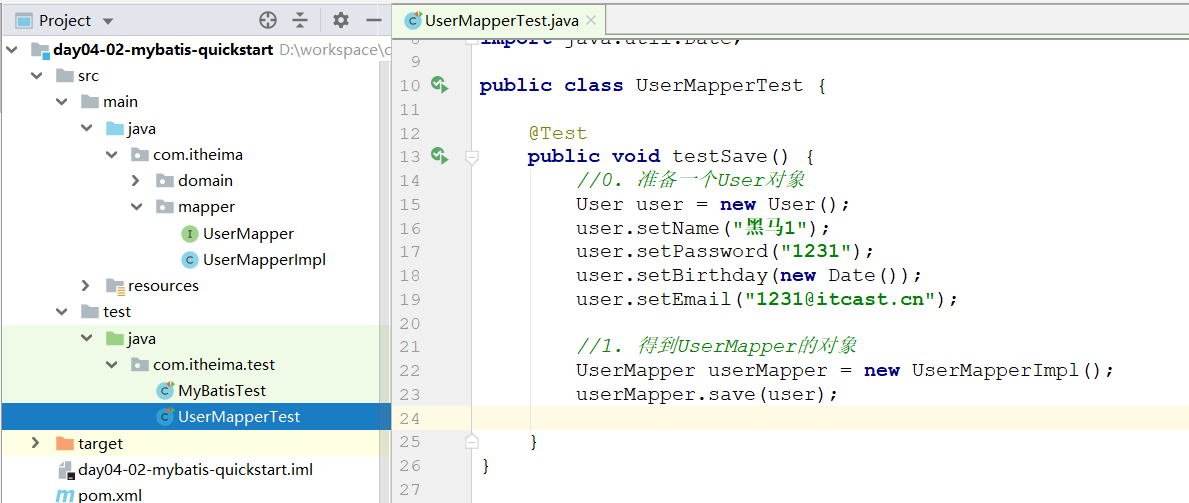 Project
day04-02-mybatis-quickstart D:\workspace\
src
main
java
com.itheima
domain
mapper
I UserMapper
C UserMapperImpl
resources
test
java
com.itheima.test
C MyBatisTest
C UserMapperTest
target
day04-02-mybatis-quickstart.iml
m pom.xml
C UserMapperTest.java ×
8 import java.util.Date;
9
10 public class UserMapperTest {
11
12 @Test
13 public void testSave() {
14 //0. 准备一个User对象
15 User user = new User();
16 user.setName("黑马1");
17 user.setPassword("1231");
18 user.setBirthday(new Date());
19 user.setEmail("1231@itcast.cn");
20
21 //1. 得到UserMapper的对象
22 UserMapper userMapper = new UserMapperImpl();
23 userMapper.save(user);
24
25 }
26 }
27